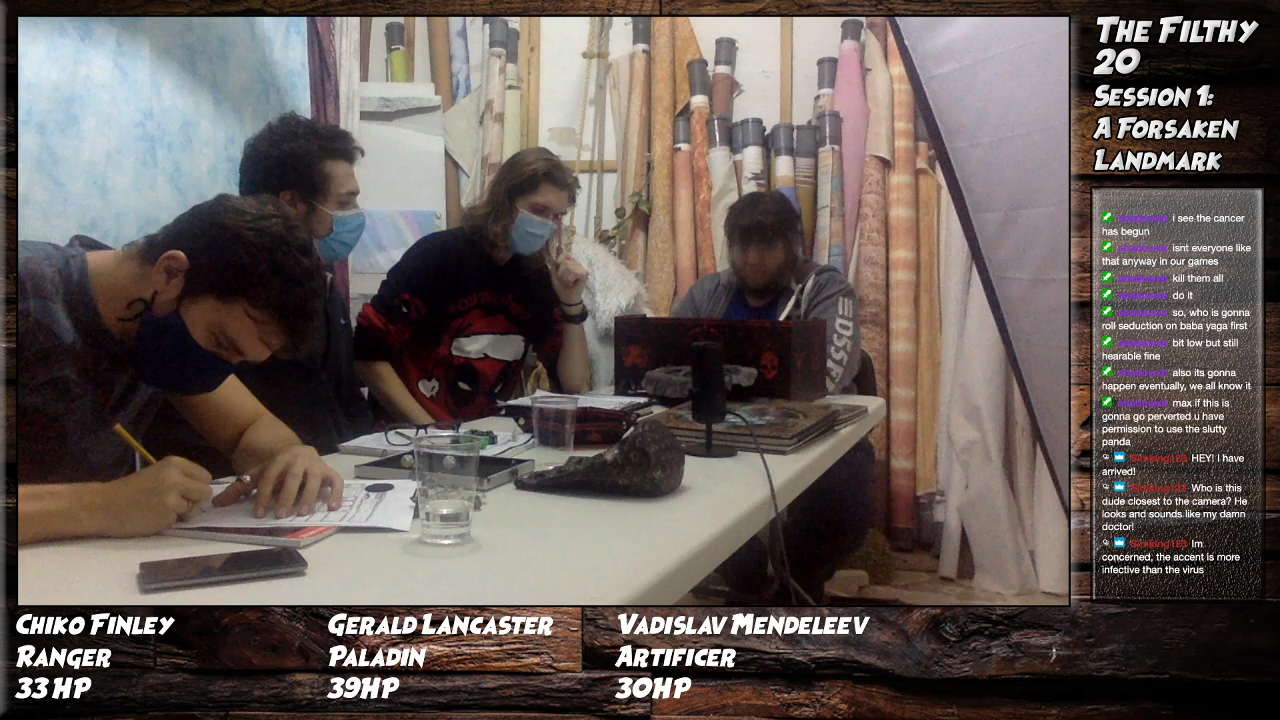 THE FILTHY
20
SESSION 1:
A FORSAKEN
LANDMARK
i see the cancer
has begun
isnt everyone like
that anyway in our games
kill them all
do it
so, who is gonna
roll seduction on baba yaga first
bit low but still
hearable fine
also its gonna
happen eventually, we all know it
max if this is
gonna go perverted u have
permission to use the slutty
panda
HEY! I have
arrived!
Who is this
dude closest to the camera? He
looks and sounds like my damn
doctor!
Im
concerned, the accent is more
infective than the virus
CHIKO FINLEY
RANGER
33 HP
GERALD LANCASTER
PALADIN
39HP
VADISLAV MENDELEEV
ARTIFICER
30HP